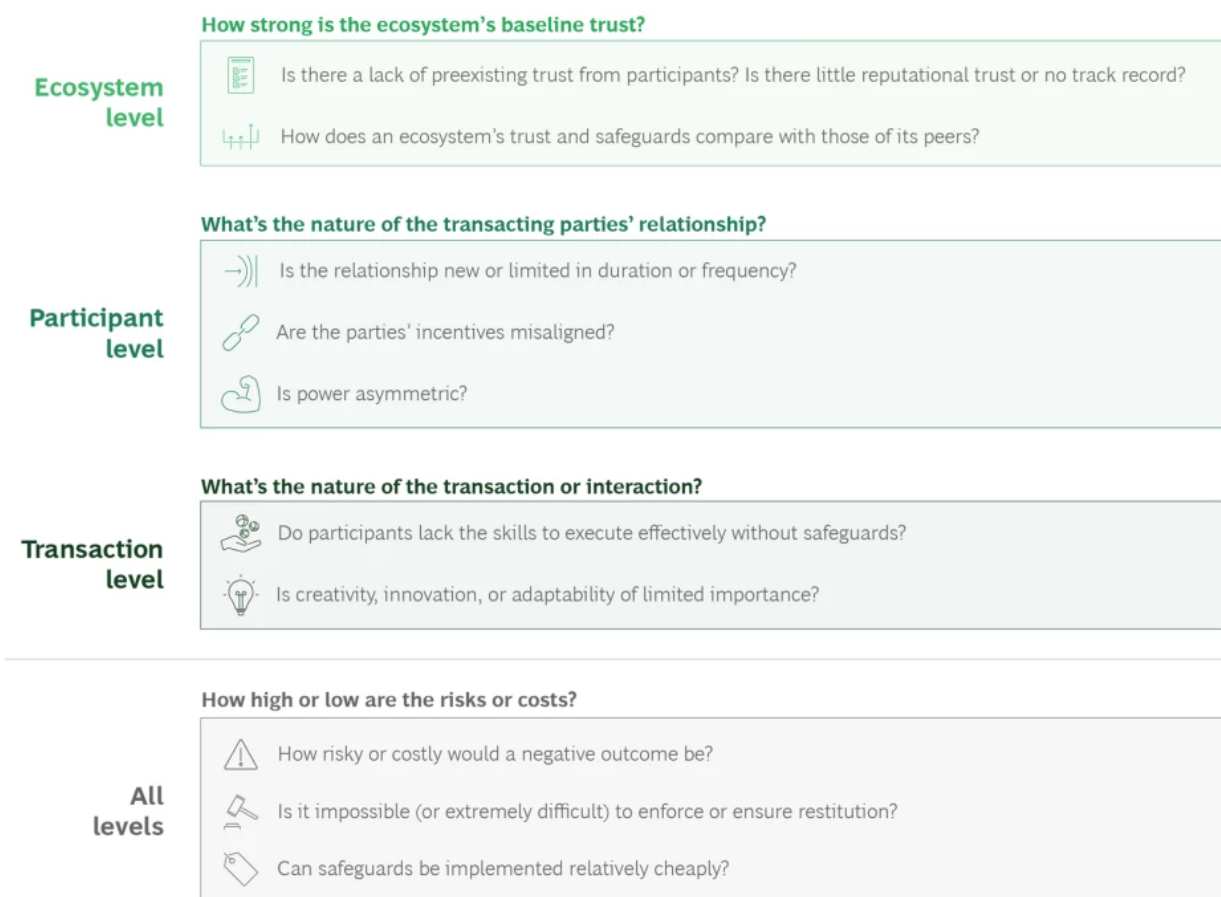 How strong is the ecosystem’s baseline trust?
Ecosystem
level
Is there a lack of preexisting trust from participants? Is there little reputational trust or no track record?
How does an ecosystem’s trust and safeguards compare with those of its peers?
What’s the nature of the transacting parties’ relationship?
Participant
level
Is the relationship new or limited in duration or frequency?
Are the parties’ incentives misaligned?
Is power asymmetric?
What’s the nature of the transaction or interaction?
Transaction
level
Do participants lack the skills to execute effectively without safeguards?
Is creativity, innovation, or adaptability of limited importance?
How high or low are the risks or costs?
All
levels
How risky or costly would a negative outcome be?
Is it impossible (or extremely difficult) to enforce or ensure restitution?
Can safeguards be implemented relatively cheaply?